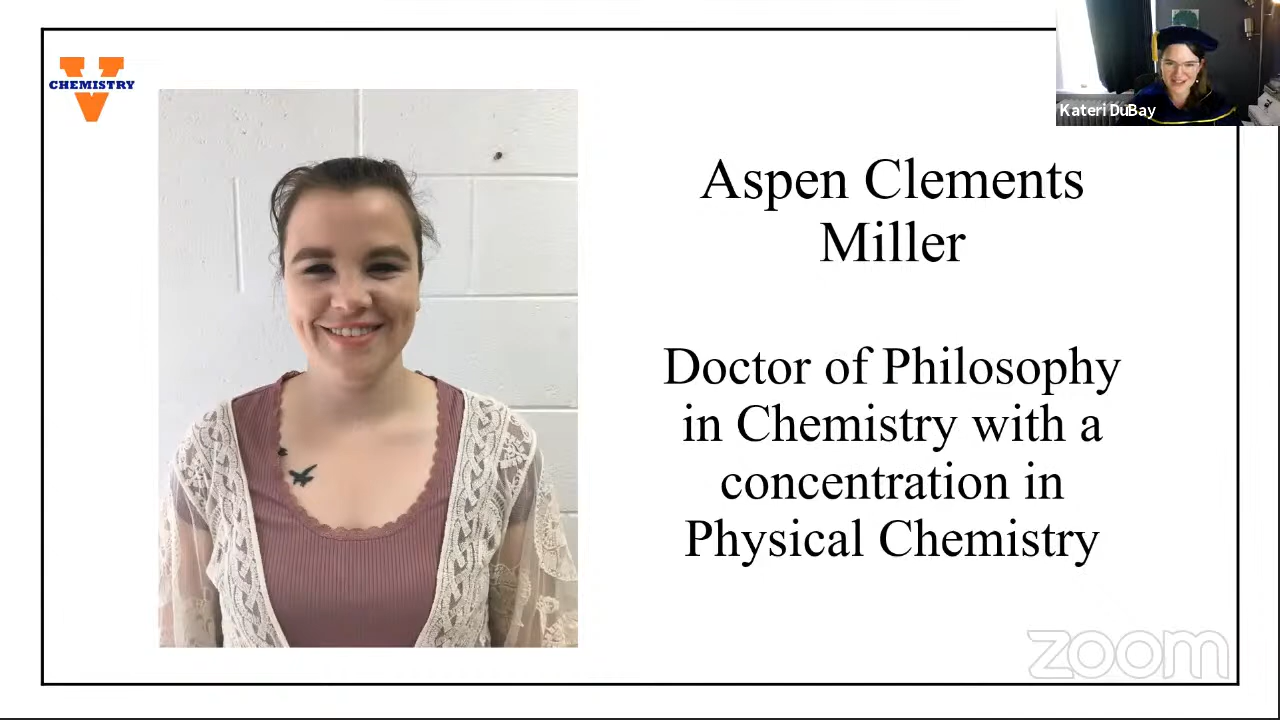 CHEMISTRY
Kateri DuBay
Aspen Clements
Miller
Doctor of Philosophy
in Chemistry with a
concentration in
Physical Chemistry
zoom